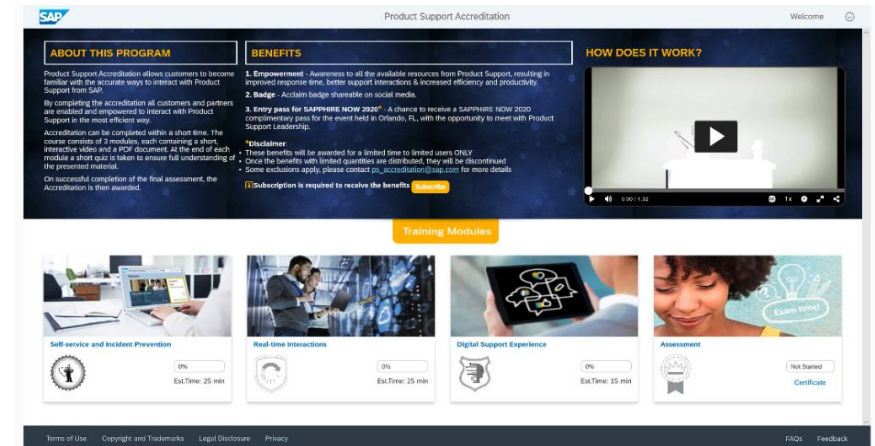 SAP
Product Support Accreditation
Welcome
ABOUT THIS PROGRAM
Product Support Accreditation allows customers to become
familiar with the accurate ways to interact with Product
Support from SAP.
By completing the accreditation all customers and partners
are enabled and empowered to interact with Product
Support in the most efficient way.
Accreditation can be completed within a short time. The
course consists of 3 modules, each containing a short,
interactive video and a PDF document. At the end of each
module a short quiz is taken to ensure full understanding of
the presented material.
On successful completion of the final assessment, the
Accreditation is then awarded.
BENEFITS
1. Empowerment - Awareness to all the available resources from Product Support, resulting in
improved response time, better support interactions & increased efficiency and productivity.
2. Badge - Acclaim badge shareable on social media.
3. Entry pass for SAPPHIRE NOW 2020* - A chance to receive a SAPPHIRE NOW 2020
complimentary pass for the event held in Orlando, FL, with the opportunity to meet with Product
Support Leadership.
*Disclaimer:
• These benefits will be awarded for a limited time to limited users ONLY
• Once the benefits with limited quantities are distributed, they will be discontinued
• Some exclusions apply, please contact ps_accreditation@sap.com for more details
Subscription is required to receive the benefits Subscribe
HOW DOES IT WORK?
0:00 / 1:32
1x
Training Modules
Self-service and Incident Prevention
0%
Est.Time: 25 min
Real-time Interactions
0%
Est.Time: 25 min
Digital Support Experience
0%
Est.Time: 15 min
Exam time!
Assessment
Not Started
Certificate
Terms of Use Copyright and Trademarks Legal Disclosure Privacy
FAQs Feedback